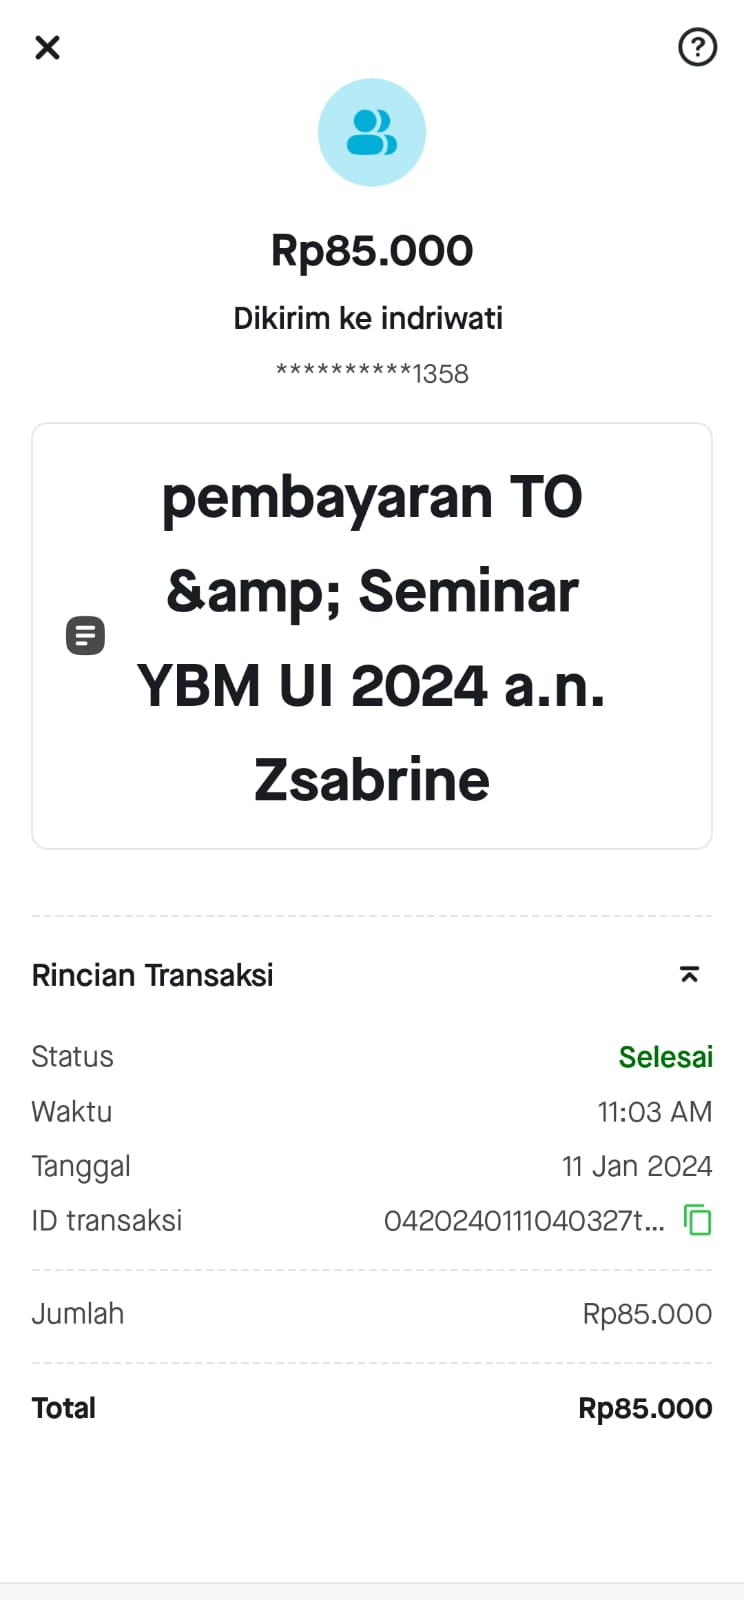 Rp85.000
Dikirim ke indriwati
**********1358
pembayaran TO
&amp; Seminar
YBM UI 2024 a.n.
Zsabrine
Rincian Transaksi
Status Selesai
Waktu 11:03 AM
Tanggal 11 Jan 2024
ID transaksi 0420240111040327t...
Jumlah Rp85.000
Total Rp85.000